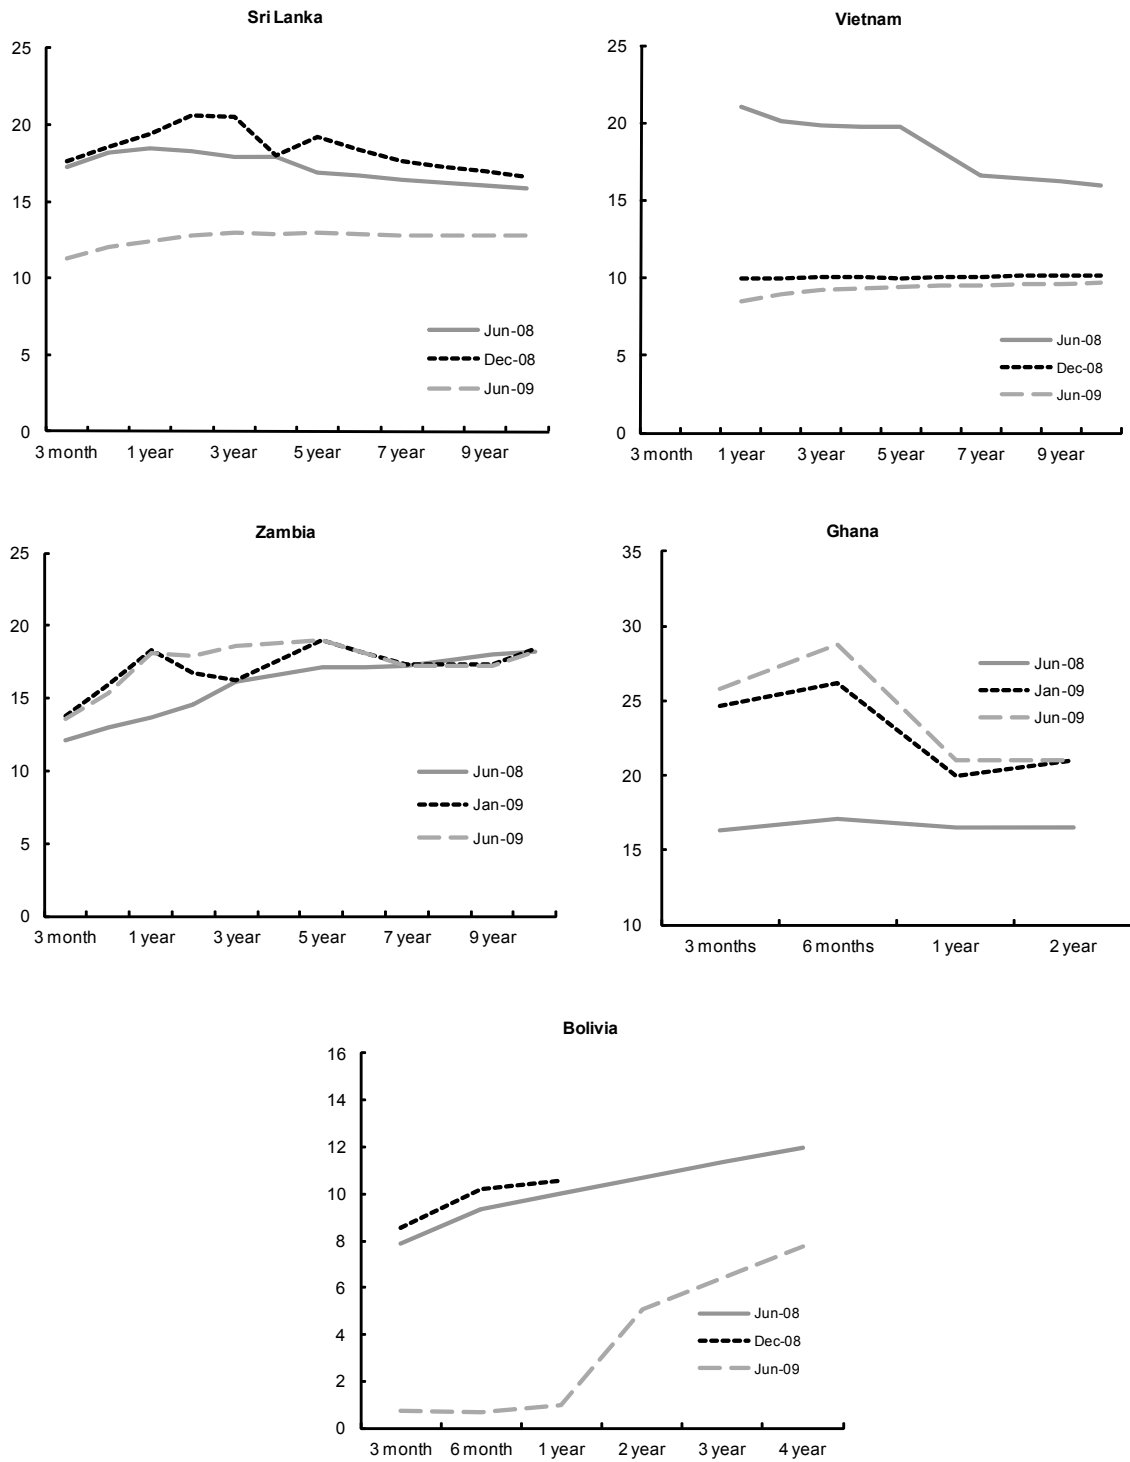 Sri Lanka
25
20
15
10
5
0
3 month 1 year 3 year 5 year 7 year 9 year
Jun-08
Dec-08
Jun-09
Vietnam
25
20
15
10
5
0
3 month 1 year 3 year 5 year 7 year 9 year
Jun-08
Dec-08
Jun-09
Zambia
25
20
15
10
5
0
3 month 1 year 3 year 5 year 7 year 9 year
Jun-08
Jan-09
Jun-09
Ghana
35
30
25
20
15
10
3 months 6 months 1 year 2 year
Jun-08
Jan-09
Jun-09
Bolivia
16
14
12
10
8
6
4
2
0
3 month 6 month 1 year 2 year 3 year 4 year
Jun-08
Dec-08
Jun-09